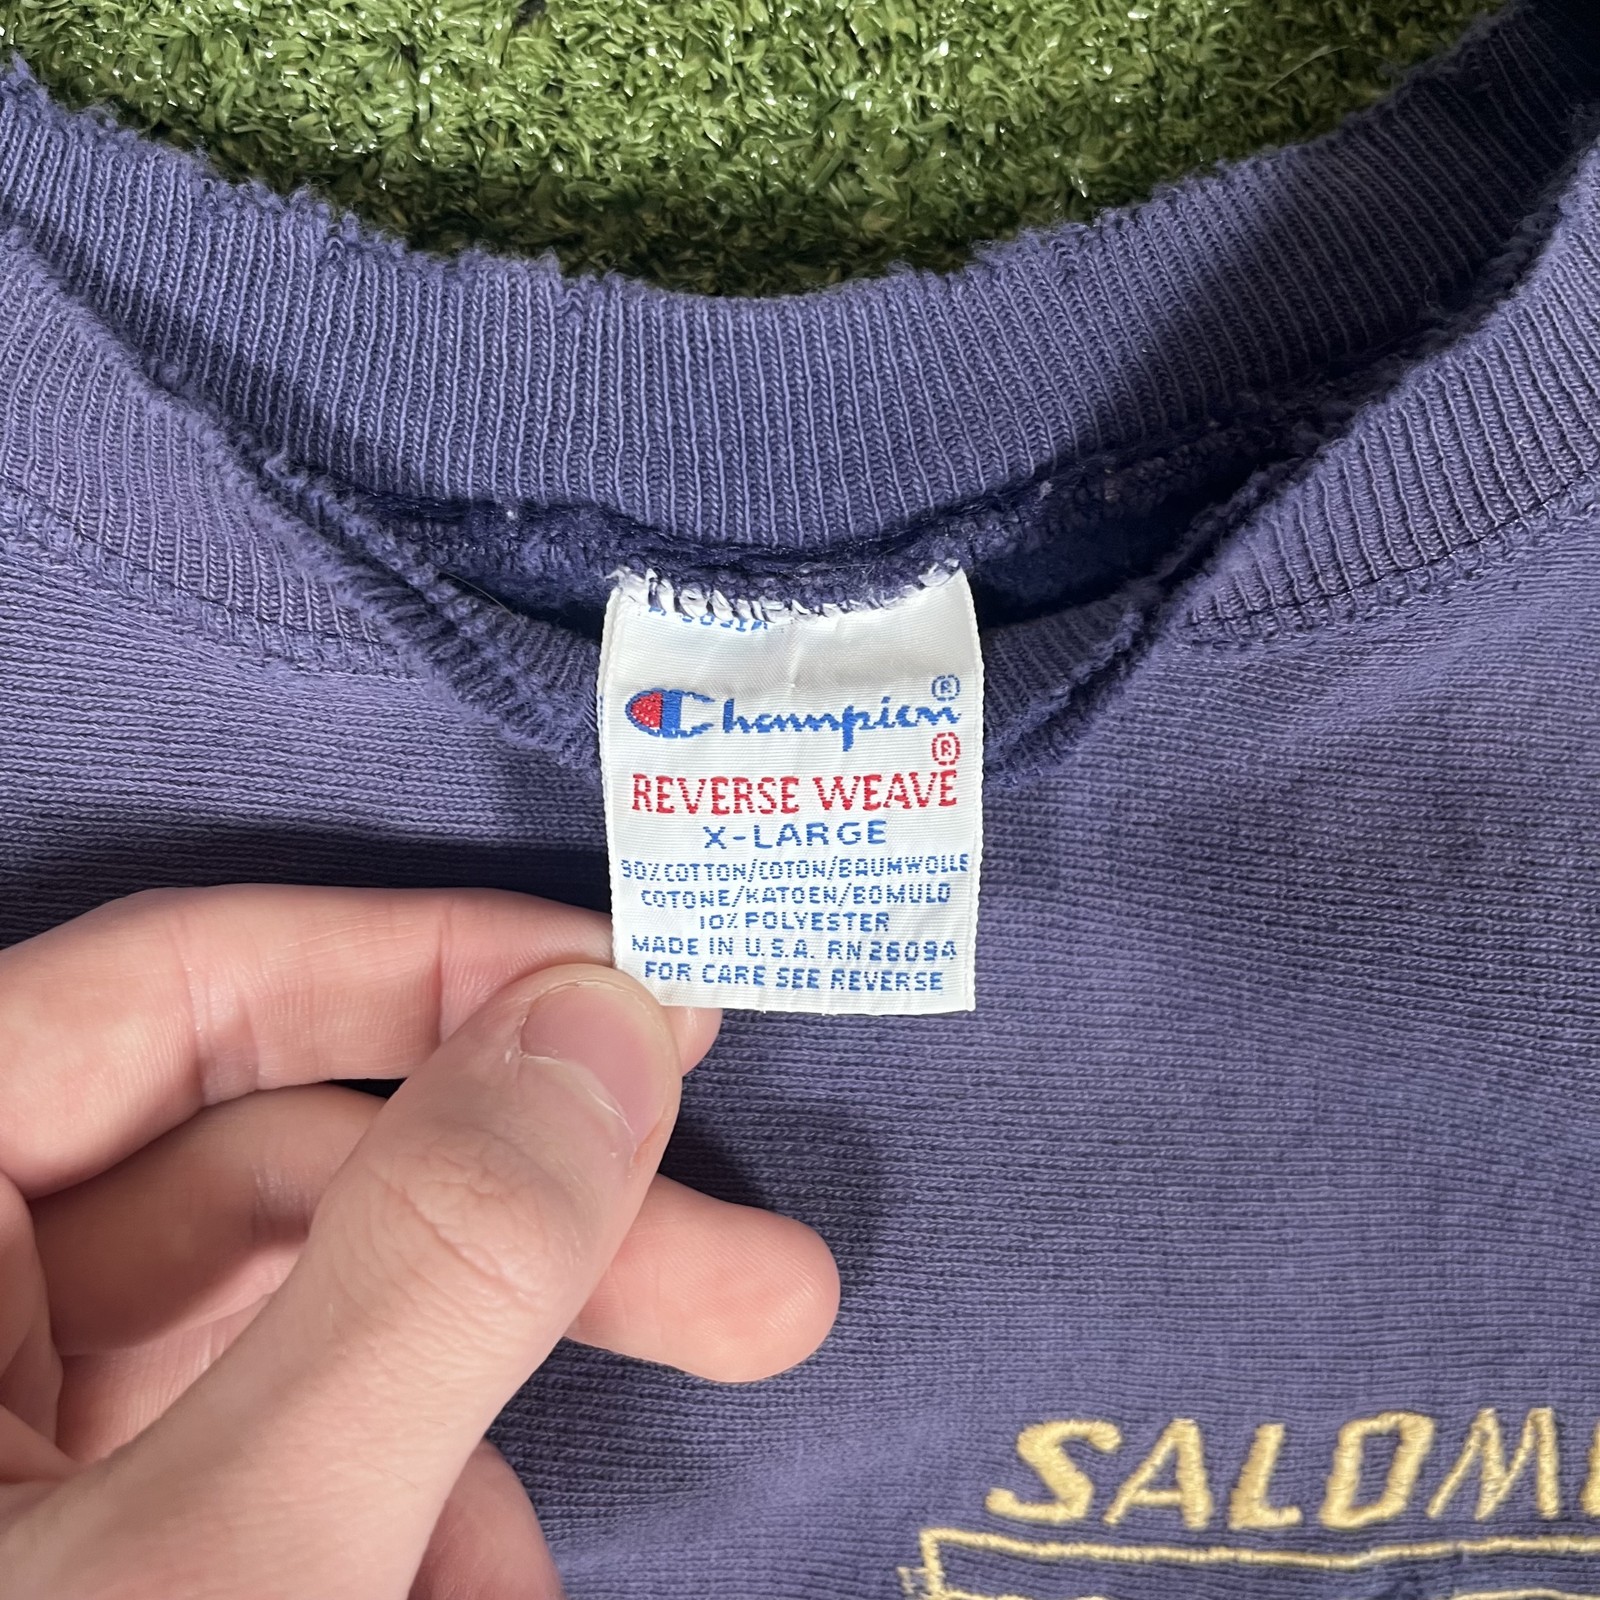 Champion®
®
REVERSE WEAVE
X-LARGE
90% COTTON/COTON/BAUMWOLLE
COTONE/KATOEN/BOMULD
10% POLYESTER
MADE IN U.S.A. RN 26094
FOR CARE SEE REVERSE
SALOM